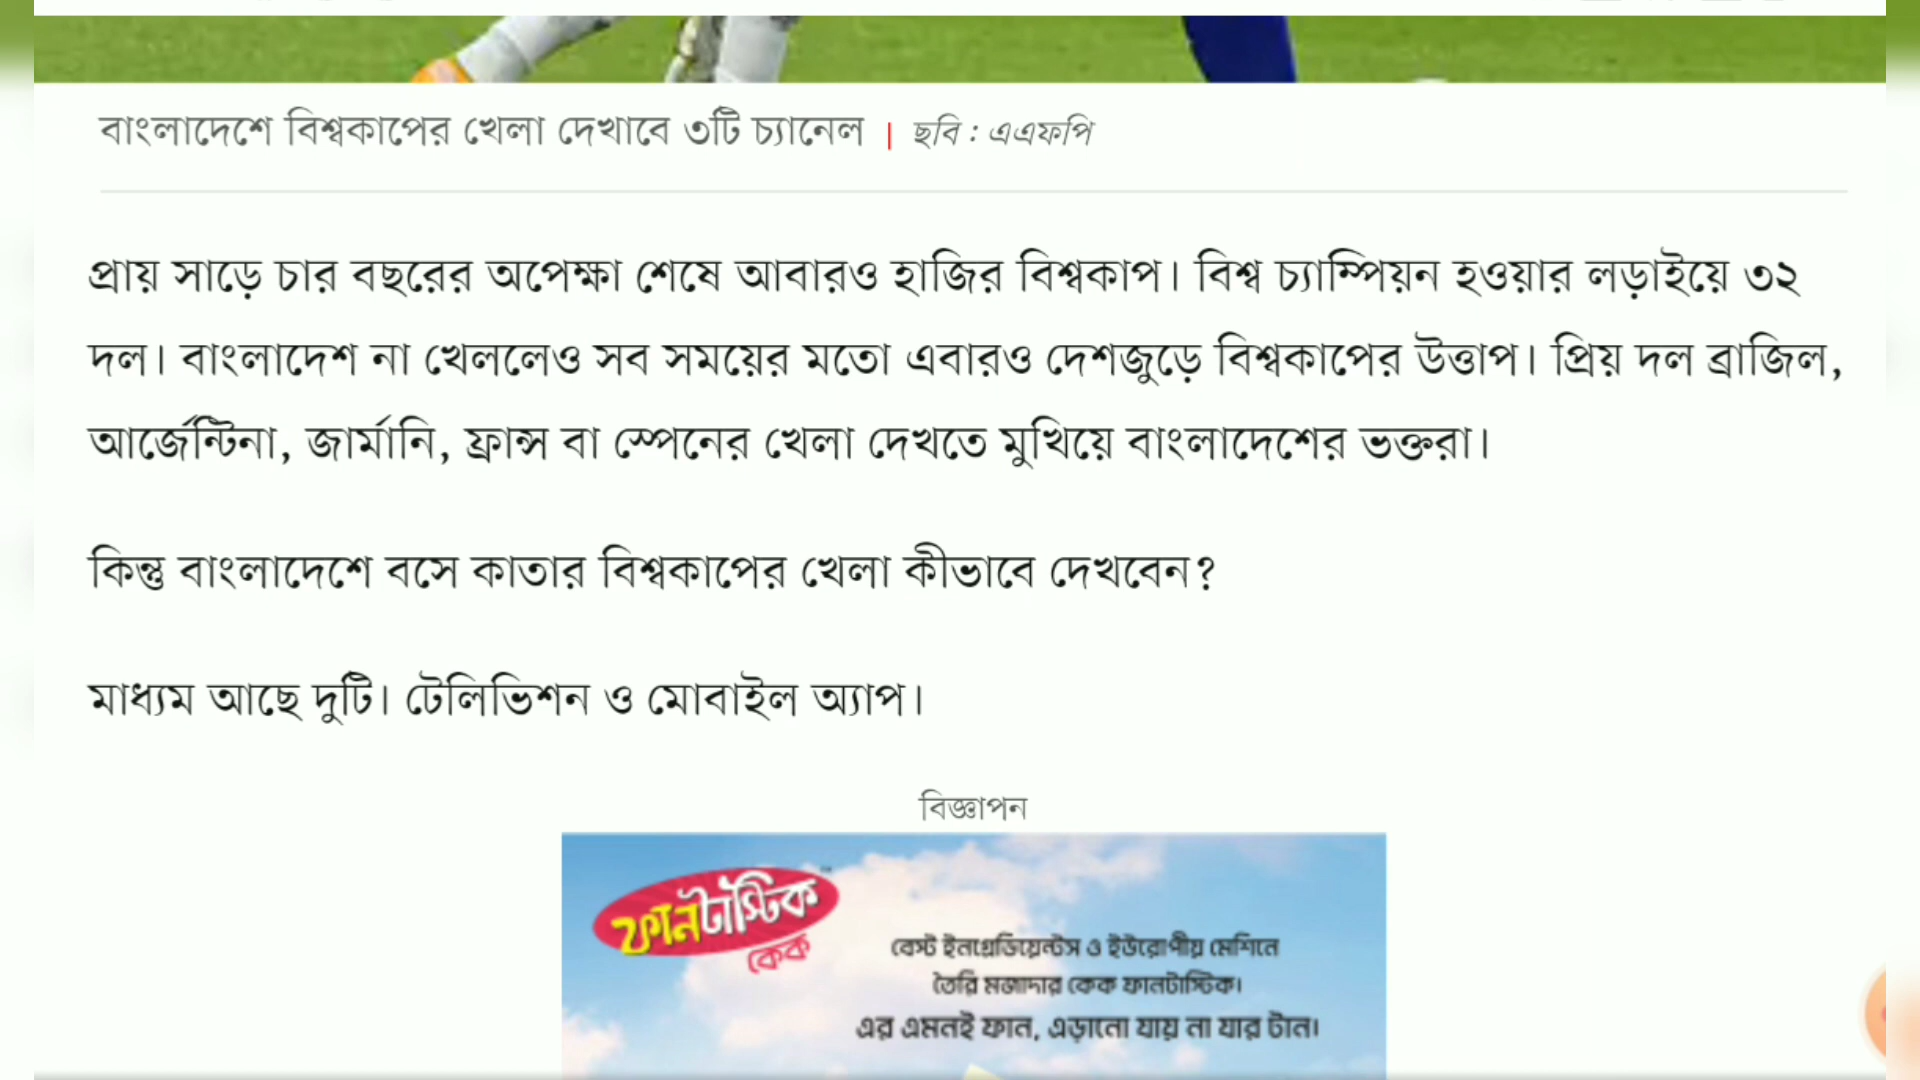 বাংলাদেশে বিশ্বকাপের খেলা দেখাবে ৩টি চ্যানেল | ছবি : এএফপি
প্রায় সাড়ে চার বছরের অপেক্ষা শেষে আবারও হাজির বিশ্বকাপ। বিশ্ব চ্যাম্পিয়ন হওয়ার লড়াইয়ে ৩২
দল। বাংলাদেশ না খেললেও সব সময়ের মতো এবারও দেশজুড়ে বিশ্বকাপের উত্তাপ। প্রিয় দল ব্রাজিল,
আর্জেন্টিনা, জার্মানি, ফ্রান্স বা স্পেনের খেলা দেখতে মুখিয়ে বাংলাদেশের ভক্তরা।
কিন্তু বাংলাদেশে বসে কাতার বিশ্বকাপের খেলা কীভাবে দেখবেন?
মাধ্যম আছে দুটি। টেলিভিশন ও মোবাইল অ্যাপ।
বিজ্ঞাপন
ফানটাস্টিক
কেক
বেস্ট ইনগ্রেডিয়েন্টস ও ইউরোপীয় মেশিনে
তৈরি মজাদার কেক ফানটাস্টিক।
এর এমনই ফান, এড়ানো যায় না যার টান।